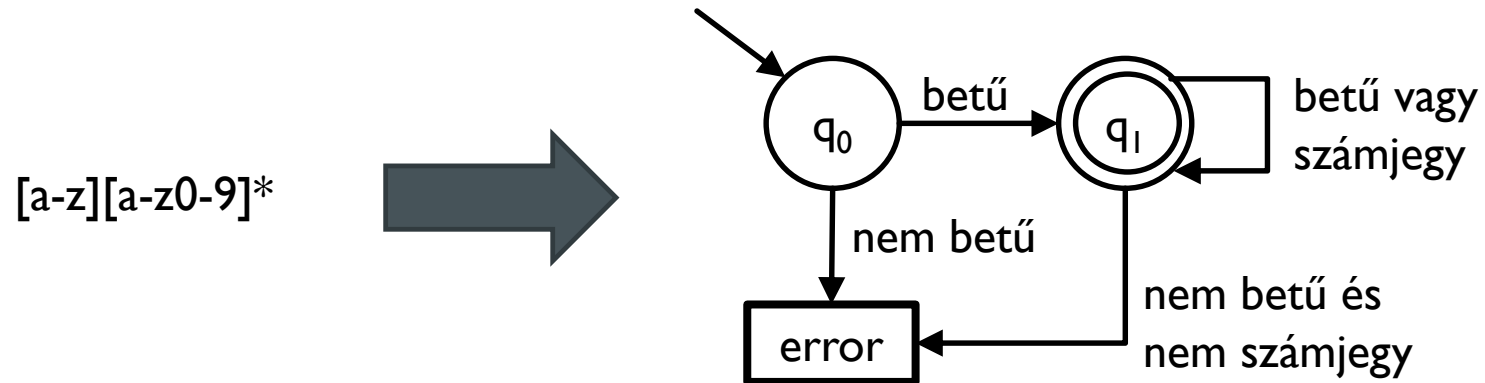 [a-z][a-z0-9]*
q₀
betű
q₁
betű vagy
számjegy
nem betű
error
nem betű és
nem számjegy